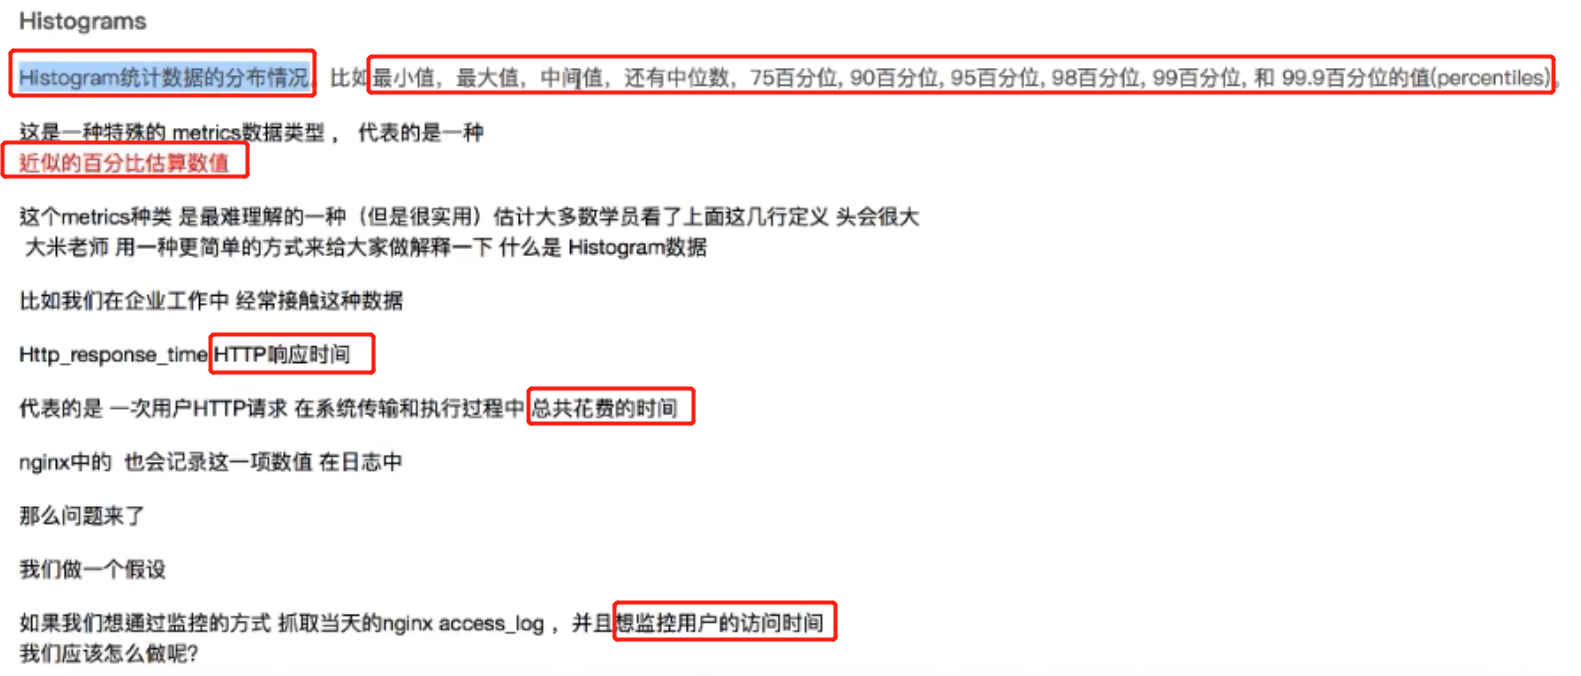 Histograms
Histogram统计数据的分布情况。比如最小值，最大值，中间值，还有中位数，75百分位, 90百分位, 95百分位, 98百分位, 99百分位, 和 99.9百分位的值(percentiles)。
这是一种特殊的 metrics数据类型 ， 代表的是一种
近似的百分比估算数值
这个metrics种类 是最难理解的一种（但是很实用）估计大多数学员看了上面这几行定义 头会很大
大米老师 用一种更简单的方式来给大家做解释一下 什么是 Histogram数据
比如我们在企业工作中 经常接触这种数据
Http_response_time HTTP响应时间
代表的是 一次用户HTTP请求 在系统传输和执行过程中 总共花费的时间
nginx中的 也会记录这一项数值 在日志中
那么问题来了
我们做一个假设
如果我们想通过监控的方式 抓取当天的nginx access_log ，并且想监控用户的访问时间
我们应该怎么做呢?